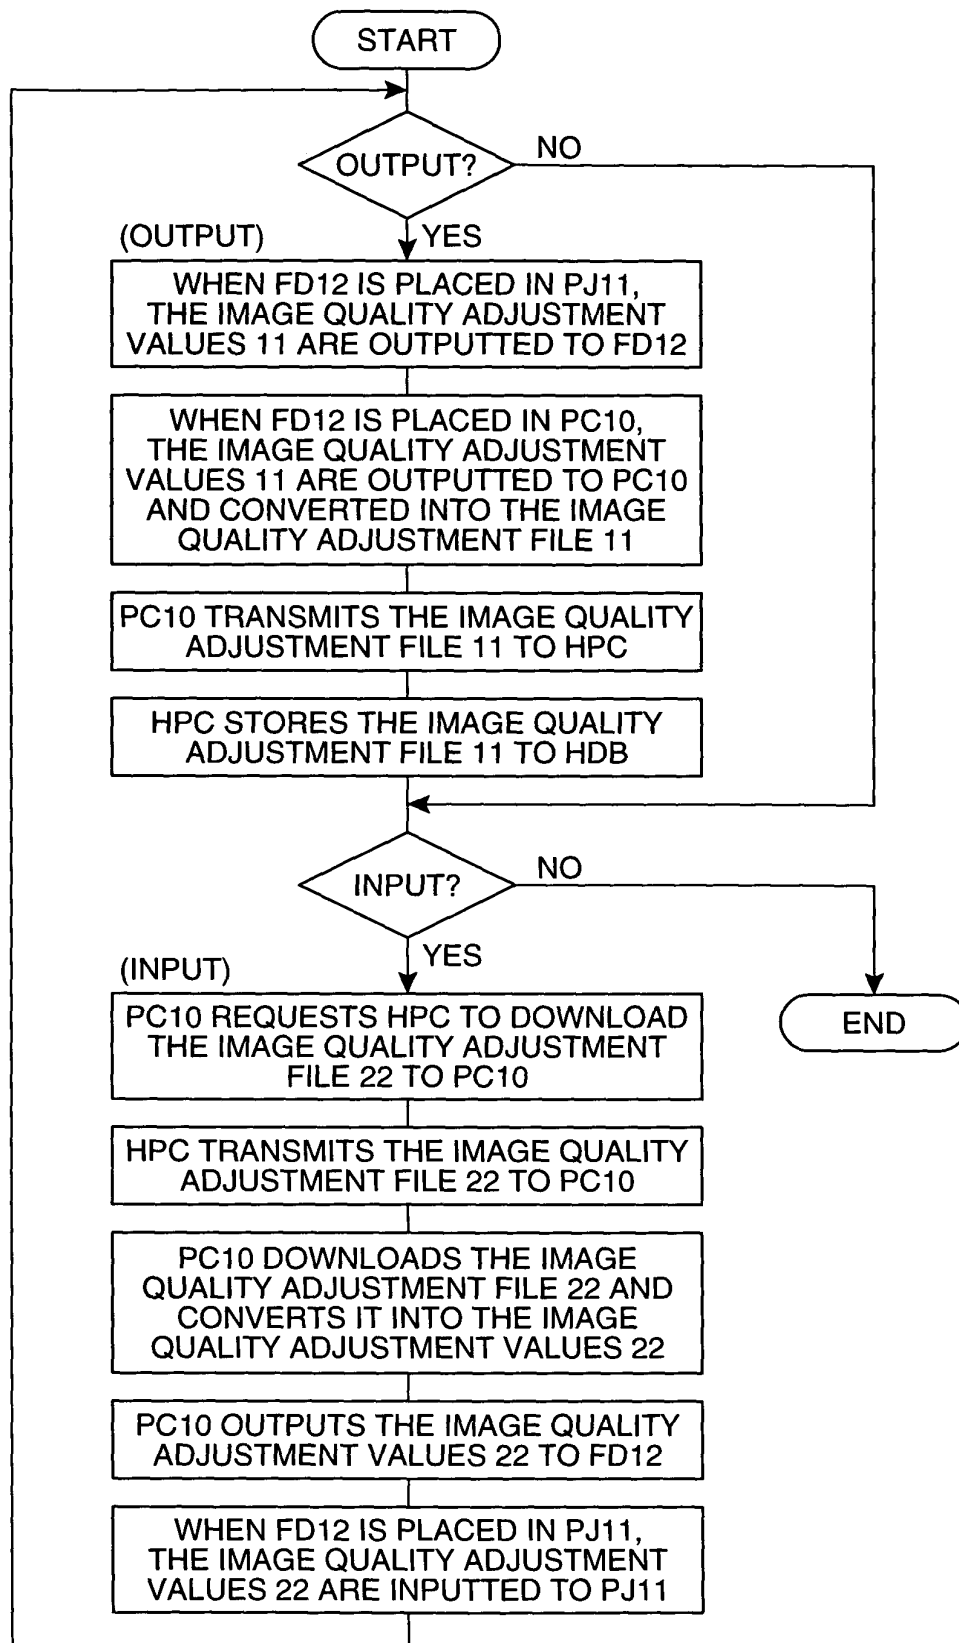 START
OUTPUT?
NO
(OUTPUT)
YES
WHEN FD12 IS PLACED IN PJ11,
THE IMAGE QUALITY ADJUSTMENT
VALUES 11 ARE OUTPUTTED TO FD12
WHEN FD12 IS PLACED IN PC10,
THE IMAGE QUALITY ADJUSTMENT
VALUES 11 ARE OUTPUTTED TO PC10
AND CONVERTED INTO THE IMAGE
QUALITY ADJUSTMENT FILE 11
PC10 TRANSMITS THE IMAGE QUALITY
ADJUSTMENT FILE 11 TO HPC
HPC STORES THE IMAGE QUALITY
ADJUSTMENT FILE 11 TO HDB
INPUT?
NO
YES
(INPUT)
PC10 REQUESTS HPC TO DOWNLOAD
THE IMAGE QUALITY ADJUSTMENT
FILE 22 TO PC10
END
HPC TRANSMITS THE IMAGE QUALITY
ADJUSTMENT FILE 22 TO PC10
PC10 DOWNLOADS THE IMAGE
QUALITY ADJUSTMENT FILE 22 AND
CONVERTS IT INTO THE IMAGE
QUALITY ADJUSTMENT VALUES 22
PC10 OUTPUTS THE IMAGE QUALITY
ADJUSTMENT VALUES 22 TO FD12
WHEN FD12 IS PLACED IN PJ11,
THE IMAGE QUALITY ADJUSTMENT
VALUES 22 ARE INPUTTED TO PJ11